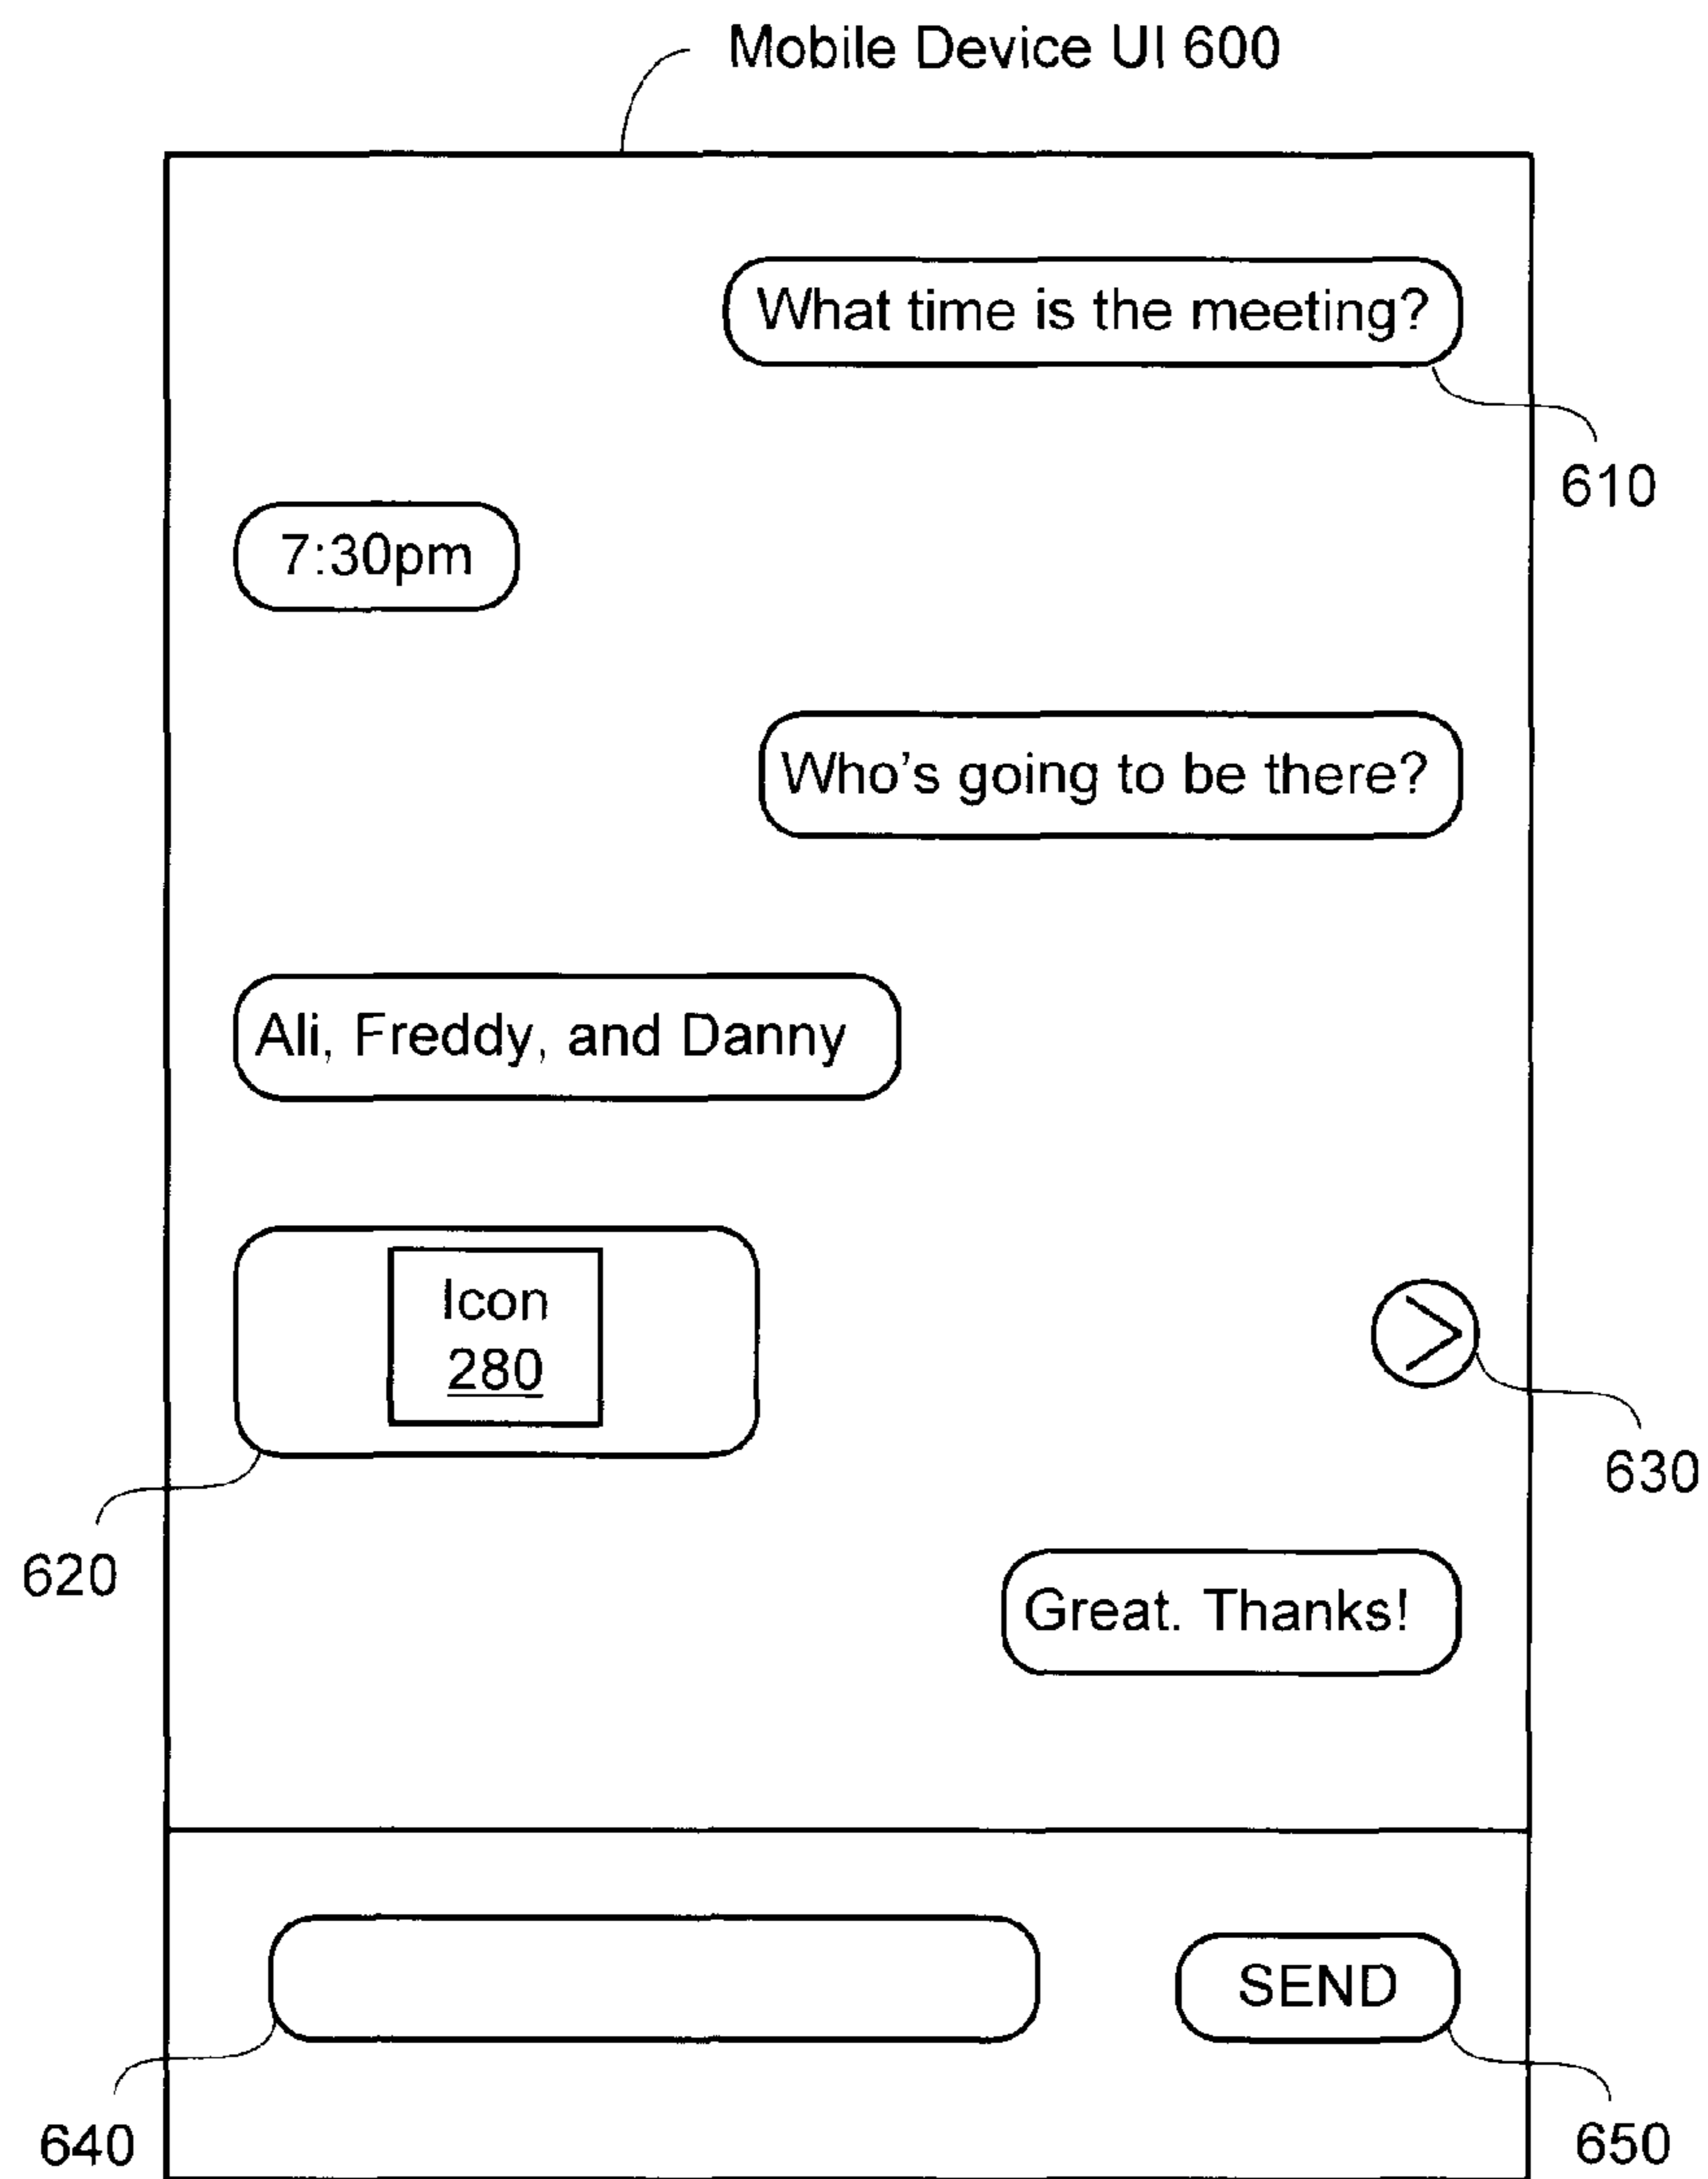 Mobile Device UI 600
What time is the meeting?
610
7:30pm
Who's going to be there?
Ali, Freddy, and Danny
Icon
280
630
620
Great. Thanks!
SEND
640
650